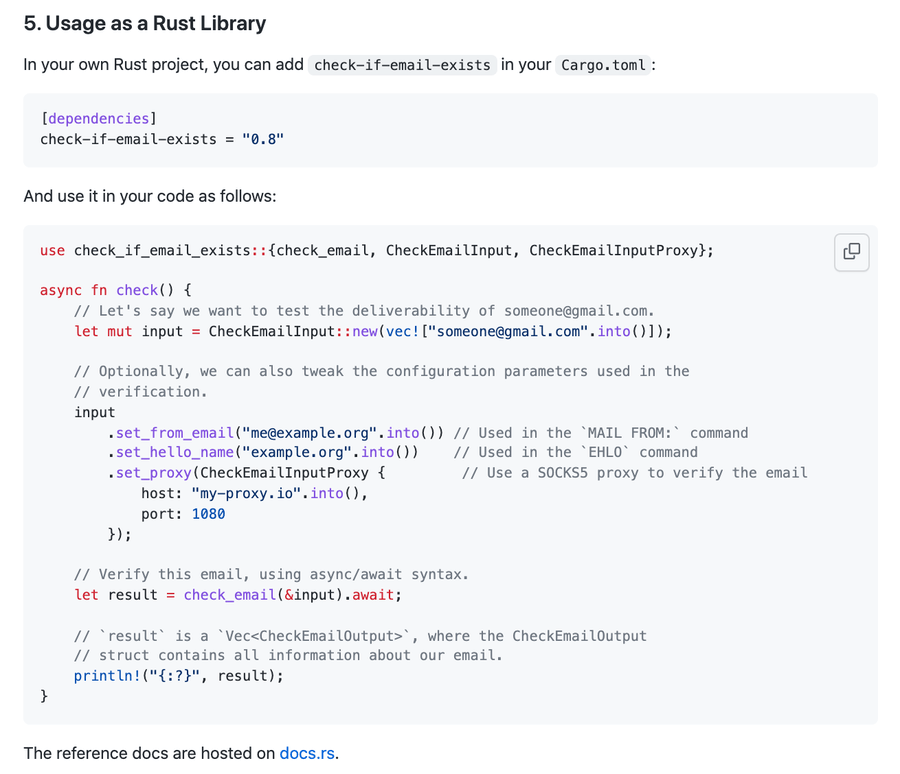 5. Usage as a Rust Library
In your own Rust project, you can add check-if-email-exists in your Cargo.toml :
[dependencies]
check-if-email-exists = "0.8"
And use it in your code as follows:
use check_if_email_exists::{check_email, CheckEmailInput, CheckEmailInputProxy};
async fn check() {
    // Let's say we want to test the deliverability of someone@gmail.com.
    let mut input = CheckEmailInput::new(vec!["someone@gmail.com".into()]);
    // Optionally, we can also tweak the configuration parameters used in the
    // verification.
    input
        .set_from_email("me@example.org".into()) // Used in the `MAIL FROM:` command
        .set_hello_name("example.org".into())    // Used in the `EHLO` command
        .set_proxy(CheckEmailInputProxy {         // Use a SOCKS5 proxy to verify the email
            host: "my-proxy.io".into(),
            port: 1080
        });
    // Verify this email, using async/await syntax.
    let result = check_email(&input).await;
    // `result` is a `Vec<CheckEmailOutput>`, where the CheckEmailOutput
    // struct contains all information about our email.
    println!("{:?}", result);
}
The reference docs are hosted on docs.rs.